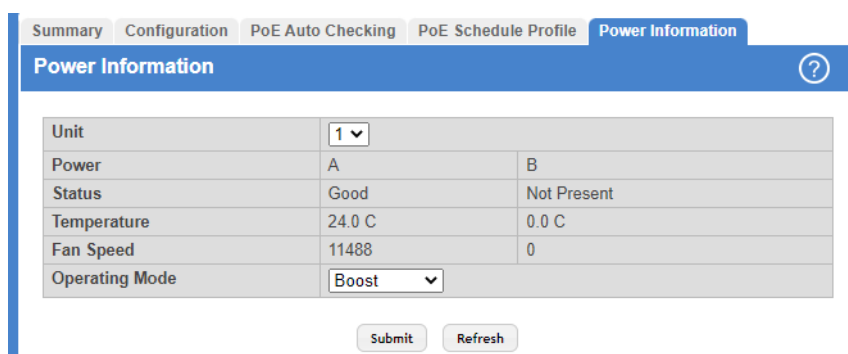 Summary Configuration PoE Auto Checking PoE Schedule Profile Power Information
Power Information ?
Unit 1
Power A B
Status Good Not Present
Temperature 24.0 C 0.0 C
Fan Speed 11488 0
Operating Mode Boost
Submit Refresh